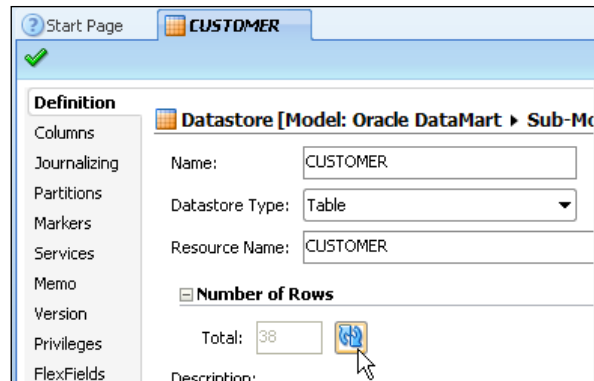 Start Page
CUSTOMER
Definition
Columns
Journalizing
Partitions
Markers
Services
Memo
Version
Privileges
FlexFields
Datastore [Model: Oracle DataMart ▸ Sub-Mo
Name: CUSTOMER
Datastore Type: Table
Resource Name: CUSTOMER
Number of Rows
Total: 38
Description: